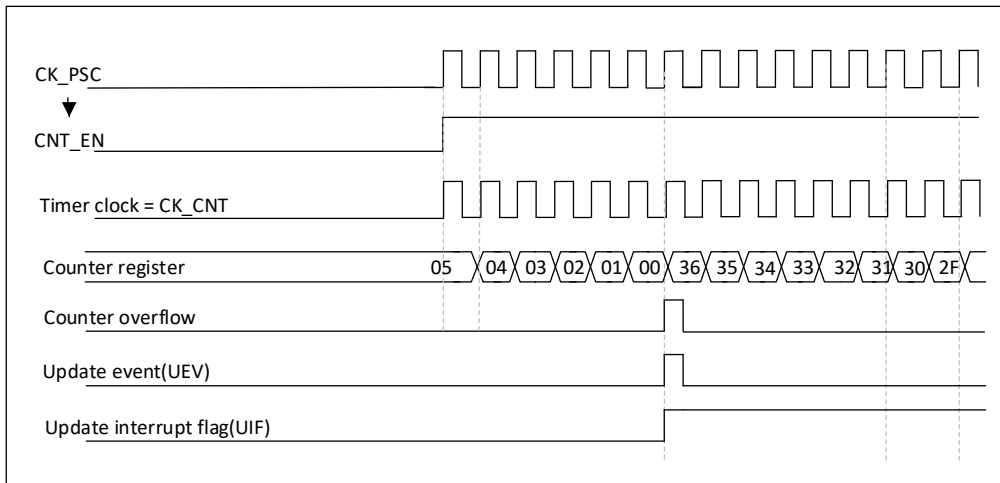 CK_PSC
CNT_EN
Timer clock = CK_CNT
Counter register 05 04 03 02 01 00 36 35 34 33 32 31 30 2F
Counter overflow
Update event(UEV)
Update interrupt flag(UIF)